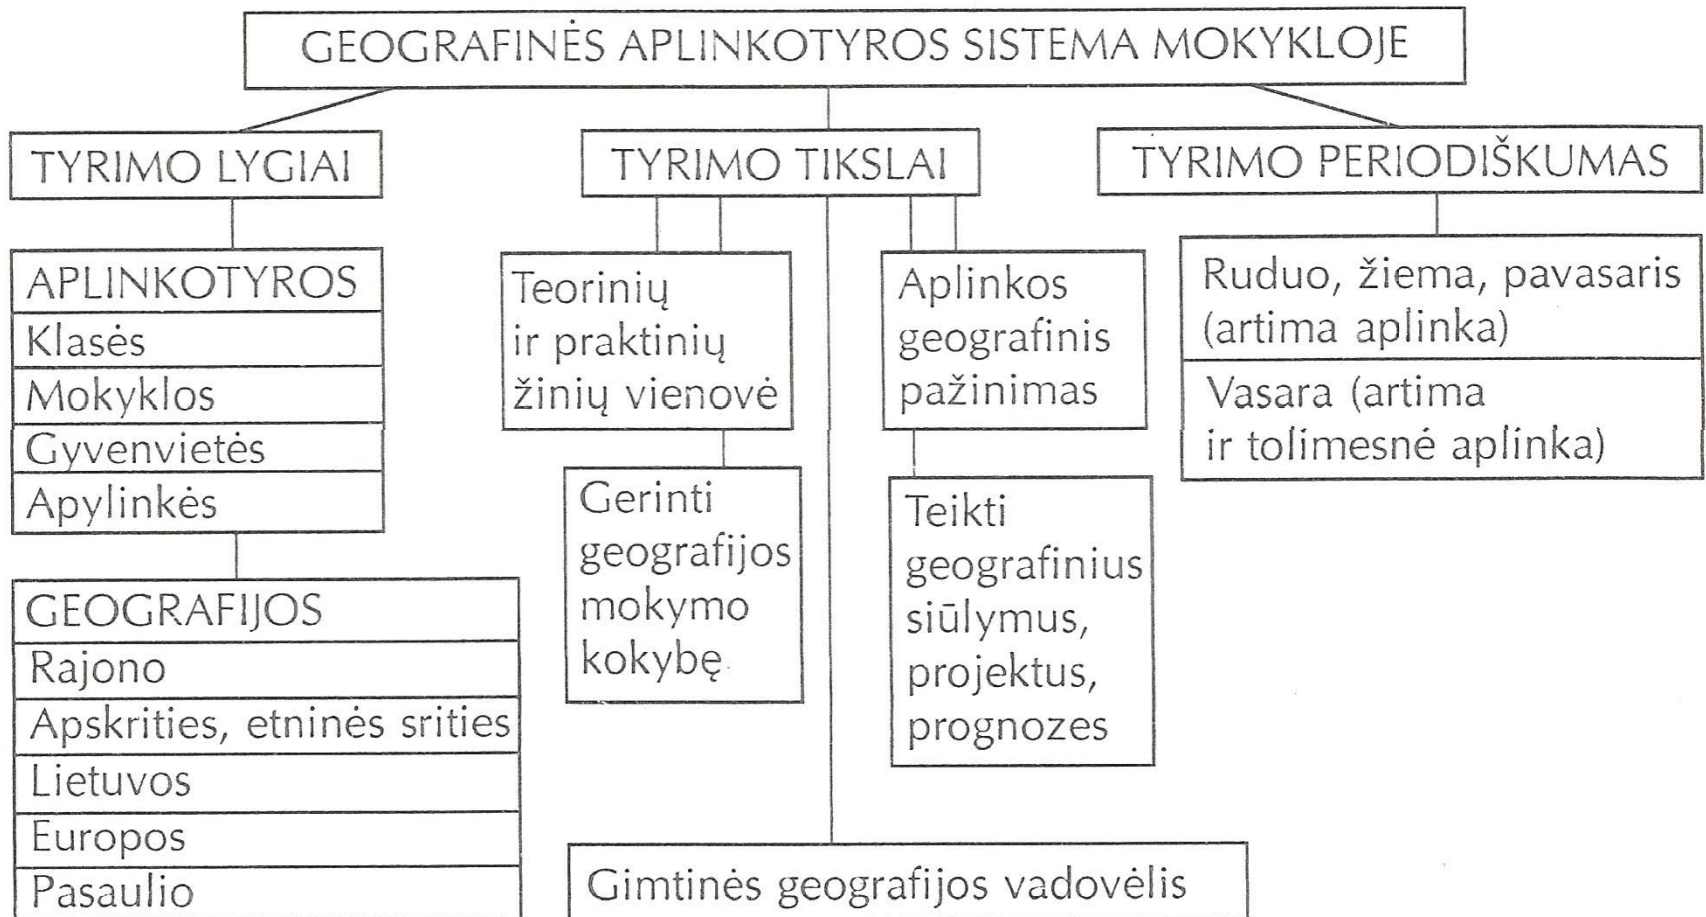 GEOGRAFINĖS APLINKOTYROS SISTEMA MOKYKLOJE
TYRIMO LYGIAI
APLINKOTYROS
Klasės
Mokyklos
Gyvenvietės
Apylinkės
GEOGRAFIJOS
Rajono
Apskrities, etninės srities
Lietuvos
Europos
Pasaulio
TYRIMO TIKSLAI
Teorinių
ir praktinių
žinių vienovė
Gerinti
geografijos
mokymo
kokybę
Aplinkos
geografinis
pažinimas
Teikti
geografinius
siūlymus,
projektus,
prognozes
Gimtinės geografijos vadovėlis
TYRIMO PERIODIŠKUMAS
Ruduo, žiema, pavasaris
(artima aplinka)
Vasara (artima
ir tolimesnė aplinka)